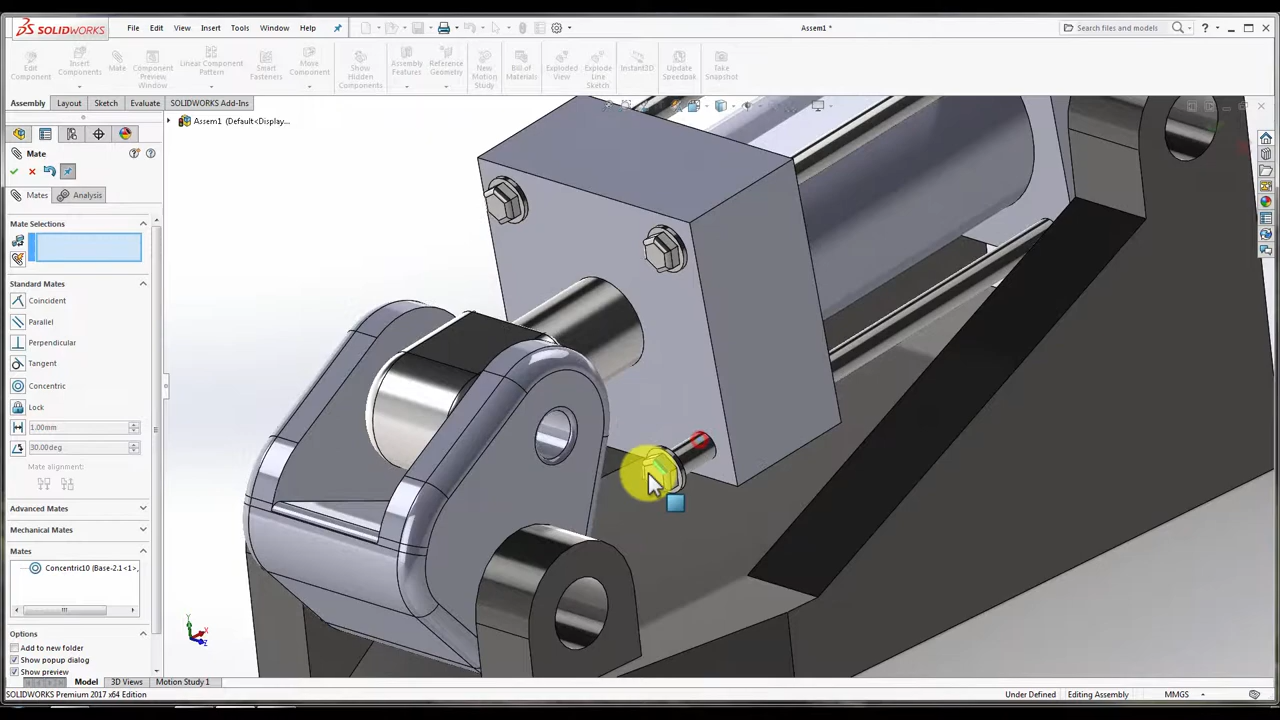 SOLIDWORKS
File Edit View Insert Tools Window Help
Assem1 *
Search files and models
Edit Component
Insert Components
Mate
Component Preview Window
Linear Component Pattern
Smart Fasteners
Move Component
Show Hidden Components
Assembly Features
Reference Geometry
New Motion Study
Bill of Materials
Exploded View
Explode Line Sketch
Instant3D
Update Speedpak
Take Snapshot
Assembly Layout Sketch Evaluate SOLIDWORKS Add-Ins
Assem1 (Default<Display...
Mate
Mates Analysis
Mate Selections
Standard Mates
Coincident
Parallel
Perpendicular
Tangent
Concentric
Lock
1.00mm
30.00deg
Mate alignment:
Advanced Mates
Mechanical Mates
Mates
Concentric10 (Base-2.1<1>,
Options
Add to new folder
Show popup dialog
Show preview
Model 3D Views Motion Study 1
SOLIDWORKS Premium 2017 x64 Edition
Under Defined Editing Assembly MMGS